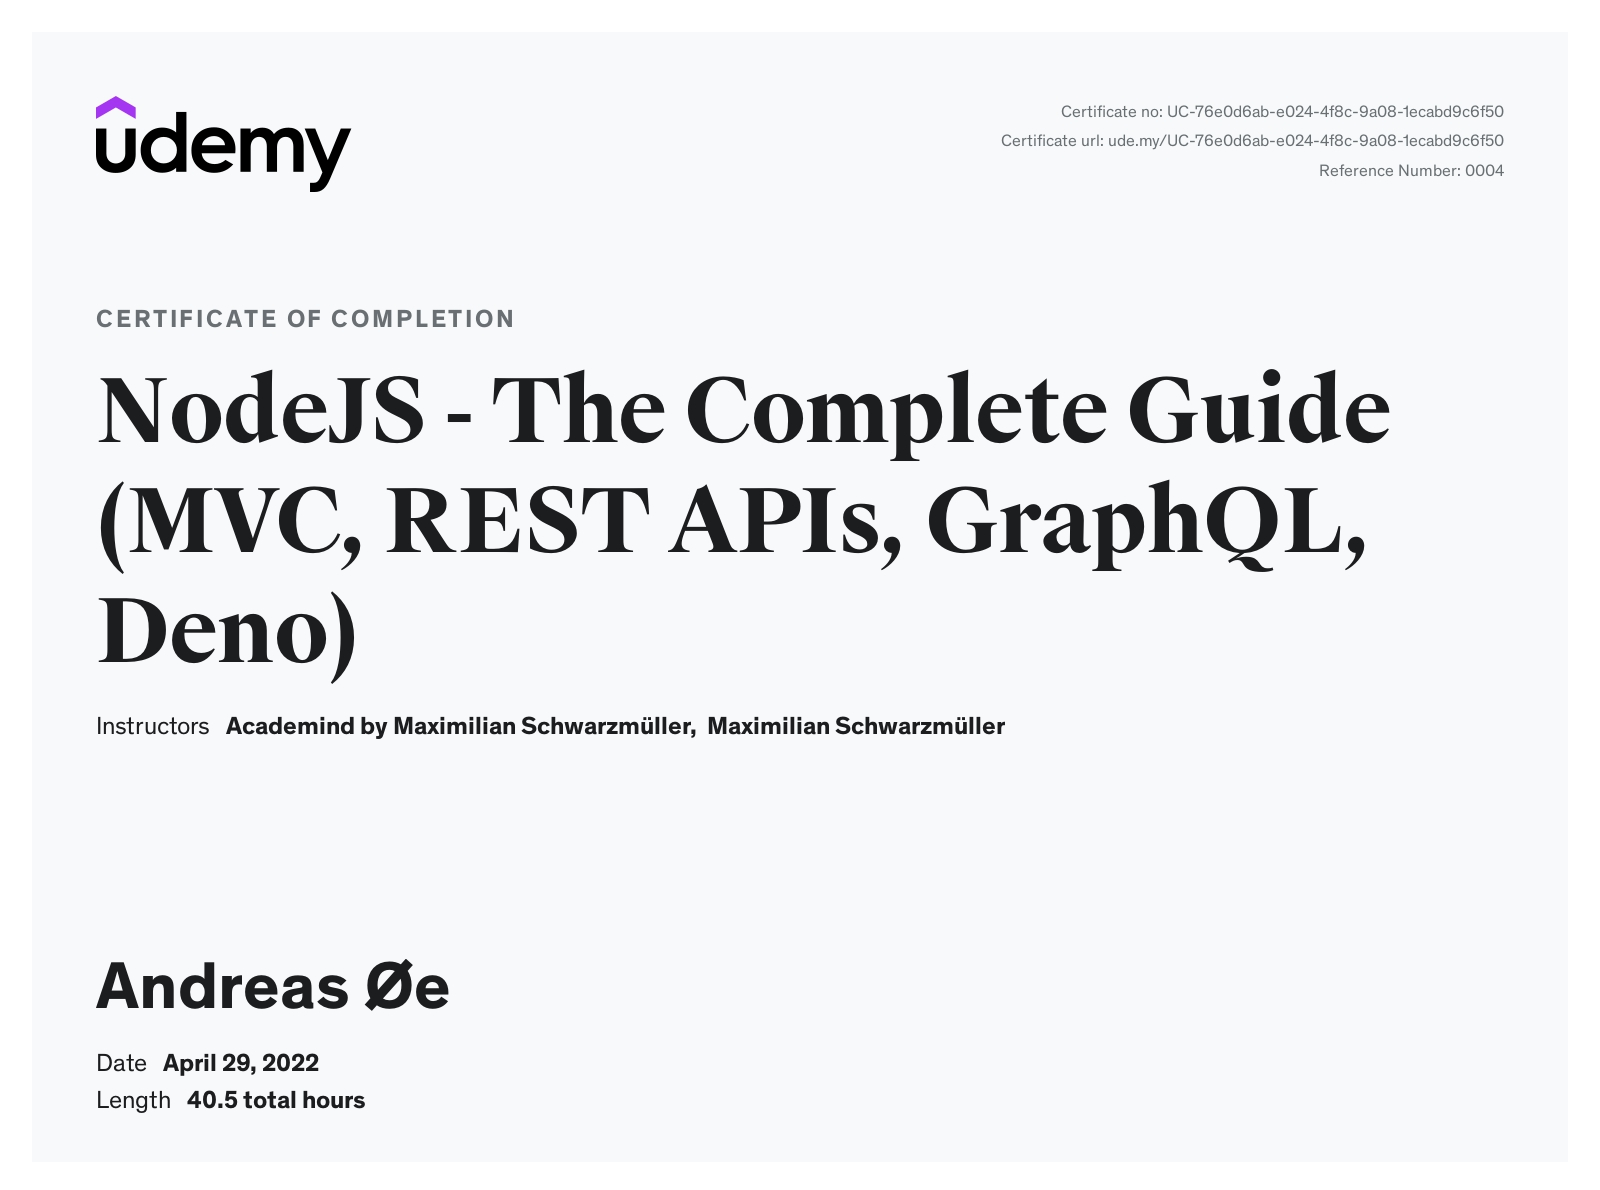 udemy
Certificate no: UC-76e0d6ab-e024-4f8c-9a08-1ecabd9c6f50
Certificate url: ude.my/UC-76e0d6ab-e024-4f8c-9a08-1ecabd9c6f50
Reference Number: 0004
CERTIFICATE OF COMPLETION
NodeJS - The Complete Guide
(MVC, REST APIs, GraphQL,
Deno)
Instructors Academind by Maximilian Schwarzmüller, Maximilian Schwarzmüller
Andreas Øe
Date April 29, 2022
Length 40.5 total hours